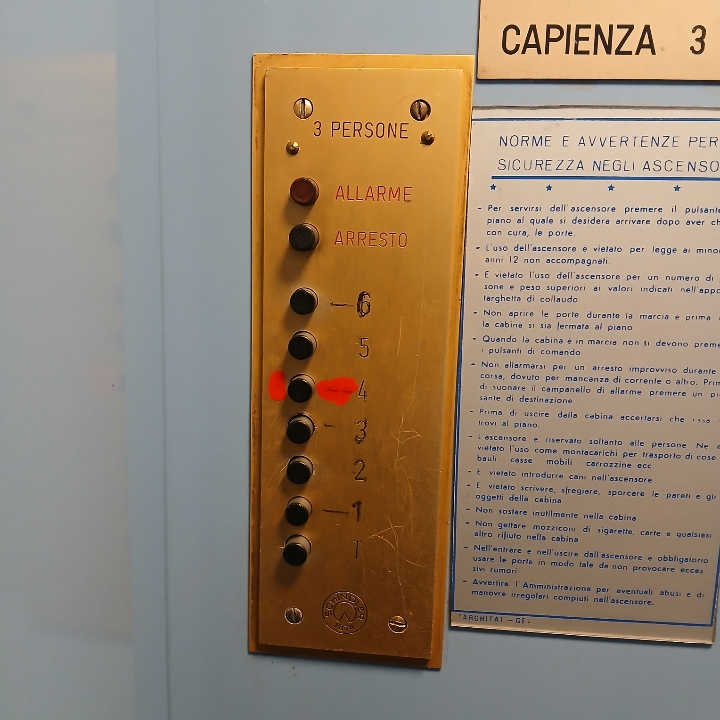 CAPIENZA 3
3 PERSONE
ALLARME
ARRESTO
6
5
4
3
2
1
T
SCHINDLER
NORME E AVVERTENZE PER
SICUREZZA NEGLI ASCENSO
- Per servirsi dell'ascensore premere il pulsante
piano al quale si desidera arrivare dopo aver ch
con cura, le porte.
- L'uso dell'ascensore è vietato per legge ai mino
anni 12 non accompagnati.
- È vietato l'uso dell'ascensore per un numero di
sone e peso superiori ai valori indicati nell'appo
targhetta di collaudo
- Non aprire le porte durante la marcia e prima
la cabina si sia fermata al piano
- Quando la cabina è in marcia non si devono preme
i pulsanti di comando
- Non allarmarsi per un arresto improvviso durante
corsa, dovuto per mancanza di corrente o altro. Prim
di suonare il campanello di allarme premere un p
sante di destinazione
- Prima di uscire dalla cabina accertarsi che
trovi al piano.
- L'ascensore è riservato soltanto alle persone Ne
vietato l'uso come montacarichi per trasporto di cose
bauli casse mobili carrozzine ecc
- È vietato introdurre cani nell'ascensore
- È vietato scrivere, sfregiare, sporcare le pareti e gli
oggetti della cabina
- Non sostare inutilmente nella cabina
- Non gettare mozziconi di sigarette, carte e qualsiasi
altro rifiuto nella cabina
- Nell'entrare e nell'uscire dall'ascensore è obbligatorio
usare le porte in modo tale da non provocare ecces
sivi rumori
- Avvertire l'Amministrazione per eventuali abusi e di
manovre irregolari compiuti nell'ascensore.
TARGHITAL - GE